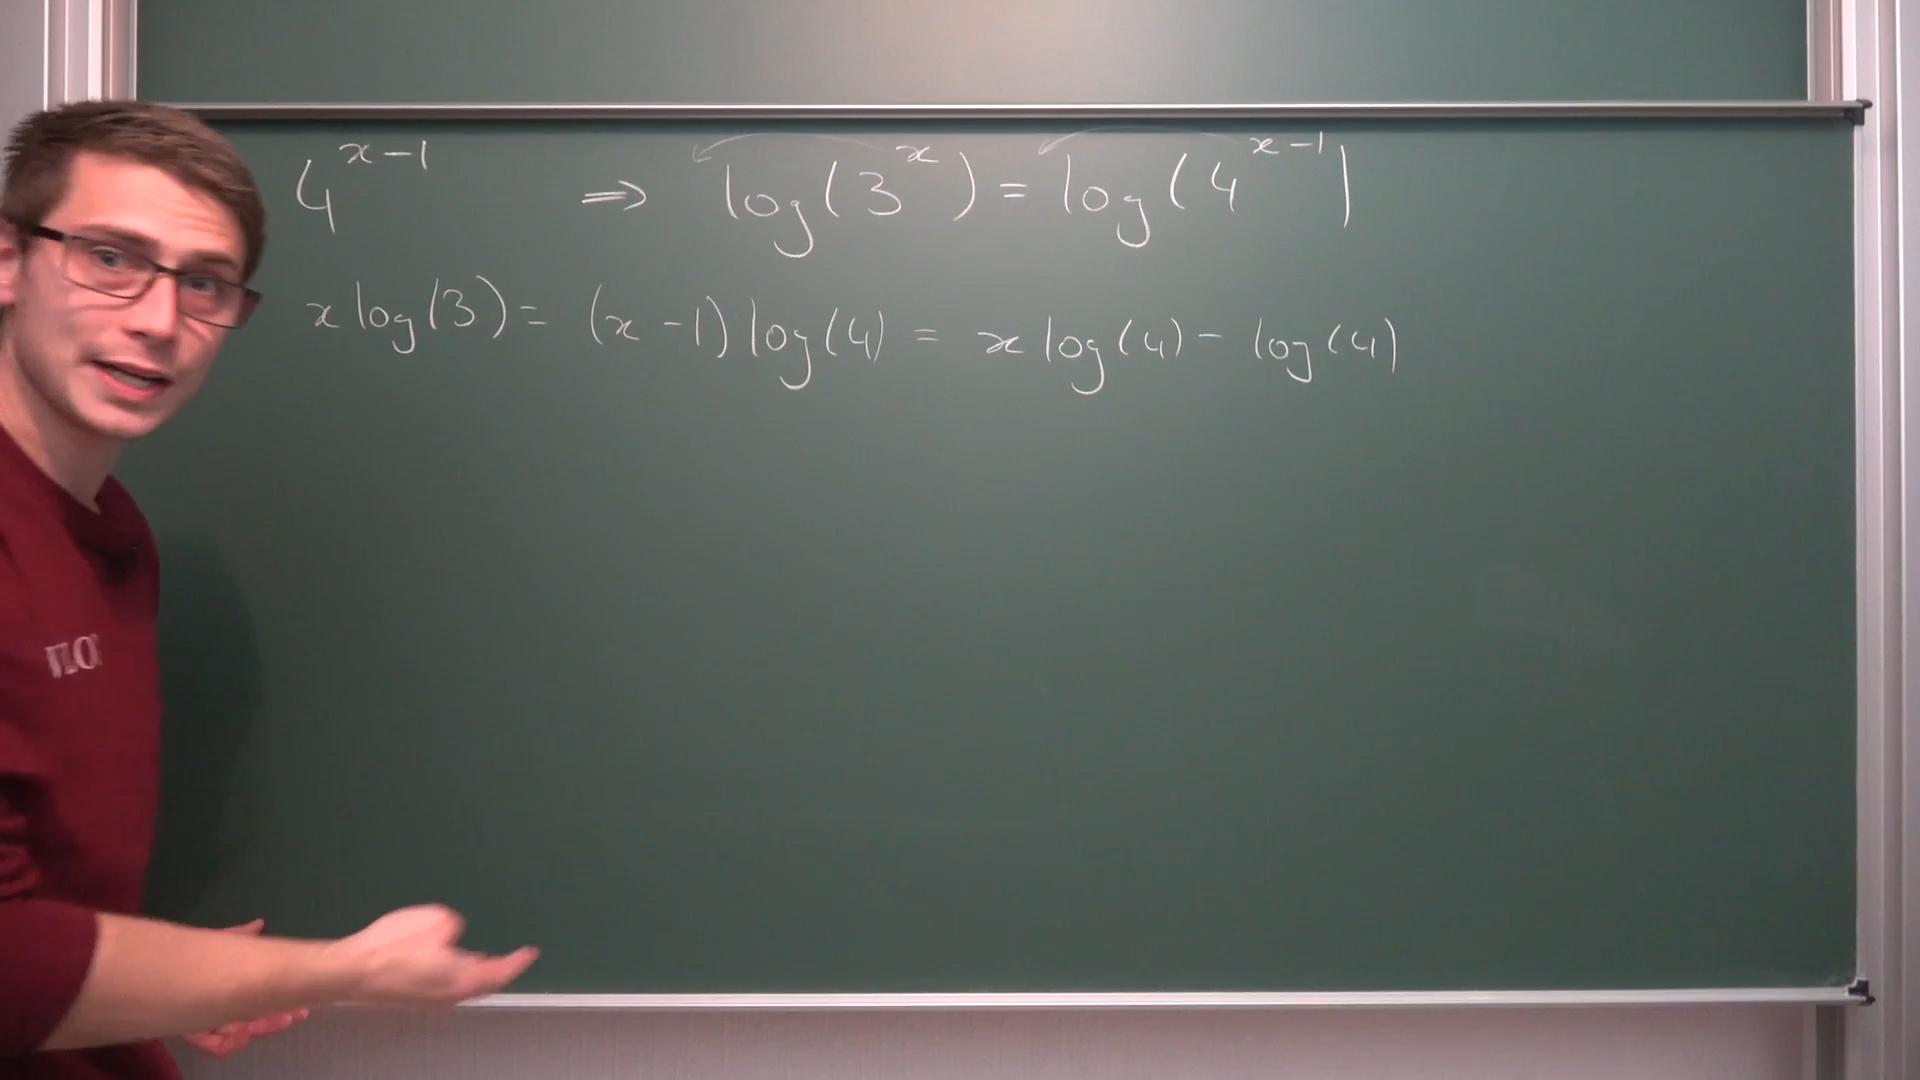 4^{x-1} ⇒ log(3^x) = log(4^{x-1})
x log(3) = (x-1) log(4) = x log(4) - log(4)